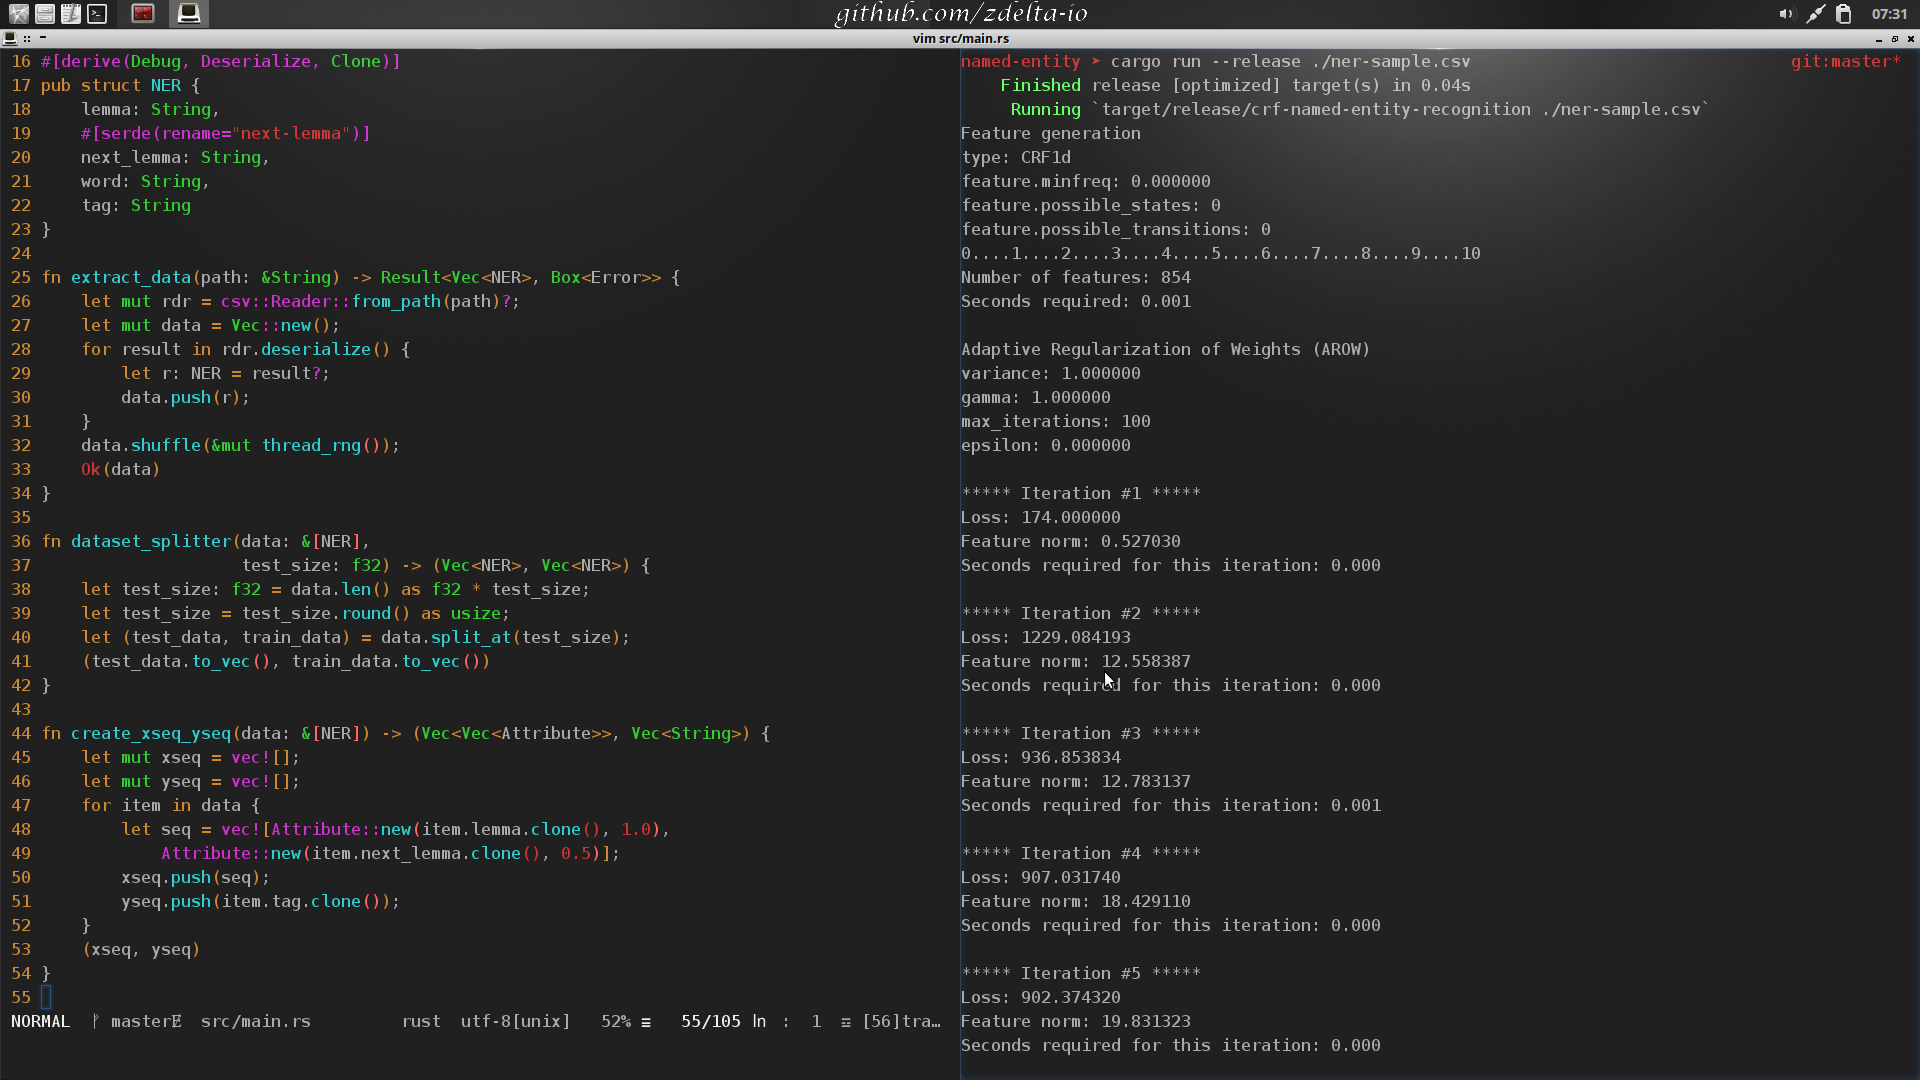 github.com/zdelta-io
07:31
vim src/main.rs
16 #[derive(Debug, Deserialize, Clone)]
17 pub struct NER {
18     lemma: String,
19     #[serde(rename="next-lemma")]
20     next_lemma: String,
21     word: String,
22     tag: String
23 }
24
25 fn extract_data(path: &String) -> Result<Vec<NER>, Box<Error>> {
26     let mut rdr = csv::Reader::from_path(path)?;
27     let mut data = Vec::new();
28     for result in rdr.deserialize() {
29         let r: NER = result?;
30         data.push(r);
31     }
32     data.shuffle(&mut thread_rng());
33     Ok(data)
34 }
35
36 fn dataset_splitter(data: &[NER],
37                     test_size: f32) -> (Vec<NER>, Vec<NER>) {
38     let test_size: f32 = data.len() as f32 * test_size;
39     let test_size = test_size.round() as usize;
40     let (test_data, train_data) = data.split_at(test_size);
41     (test_data.to_vec(), train_data.to_vec())
42 }
43
44 fn create_xseq_yseq(data: &[NER]) -> (Vec<Vec<Attribute>>, Vec<String>) {
45     let mut xseq = vec![];
46     let mut yseq = vec![];
47     for item in data {
48         let seq = vec![Attribute::new(item.lemma.clone(), 1.0),
49             Attribute::new(item.next_lemma.clone(), 0.5)];
50         xseq.push(seq);
51         yseq.push(item.tag.clone());
52     }
53     (xseq, yseq)
54 }
55
NORMAL master src/main.rs rust utf-8[unix] 52% ≡ 55/105 ln : 1 [56]tra…
named-entity ➤ cargo run --release ./ner-sample.csv git:master*
    Finished release [optimized] target(s) in 0.04s
     Running `target/release/crf-named-entity-recognition ./ner-sample.csv`
Feature generation
type: CRF1d
feature.minfreq: 0.000000
feature.possible_states: 0
feature.possible_transitions: 0
0....1....2....3....4....5....6....7....8....9....10
Number of features: 854
Seconds required: 0.001

Adaptive Regularization of Weights (AROW)
variance: 1.000000
gamma: 1.000000
max_iterations: 100
epsilon: 0.000000

***** Iteration #1 *****
Loss: 174.000000
Feature norm: 0.527030
Seconds required for this iteration: 0.000

***** Iteration #2 *****
Loss: 1229.084193
Feature norm: 12.558387
Seconds required for this iteration: 0.000

***** Iteration #3 *****
Loss: 936.853834
Feature norm: 12.783137
Seconds required for this iteration: 0.001

***** Iteration #4 *****
Loss: 907.031740
Feature norm: 18.429110
Seconds required for this iteration: 0.000

***** Iteration #5 *****
Loss: 902.374320
Feature norm: 19.831323
Seconds required for this iteration: 0.000